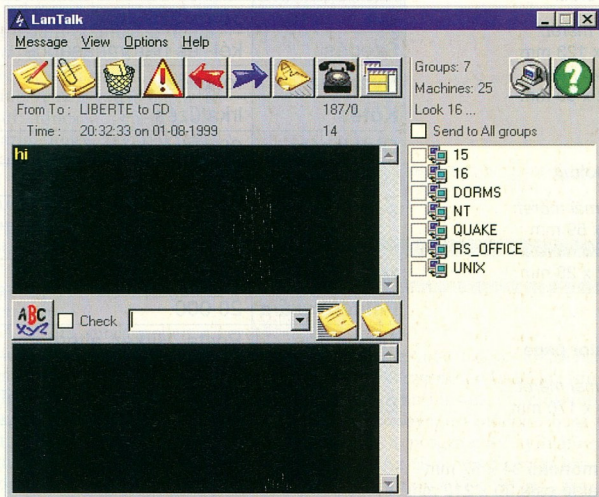 LanTalk
Message View Options Help
Groups: 7
Machines: 25
Look 16 ...
From To : LIBERTE to CD 187/0
Time : 20:32:33 on 01-08-1999 14
Send to All groups
hi
15
16
DORMS
NT
QUAKE
RS_OFFICE
UNIX
ABC
XYZ
Check